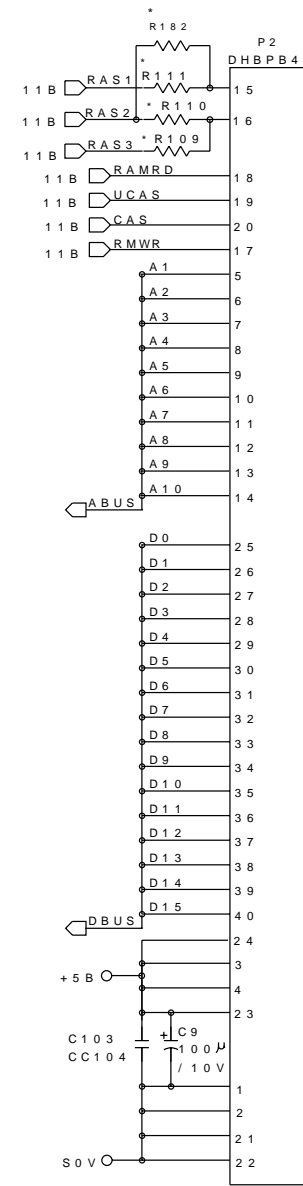 *
R182
P2
DHBPB4
*
11B RAS1 R111 15
11B RAS2 * R110 16
11B RAS3 * R109
11B RAMRD 18
11B UCAS 19
11B CAS 20
11B RMWR 17
A1 5
A2 6
A3 7
A4 8
A5 9
A6 10
A7 11
A8 12
A9 13
A10 14
ABUS
D0 25
D1 26
D2 27
D3 28
D4 29
D5 30
D6 31
D7 32
D8 33
D9 34
D10 35
D11 36
D12 37
D13 38
D14 39
D15 40
DBUS
24
3
+5B
4
23
C103 + C9
CC104 100μ
/10V
1
2
21
S0V 22